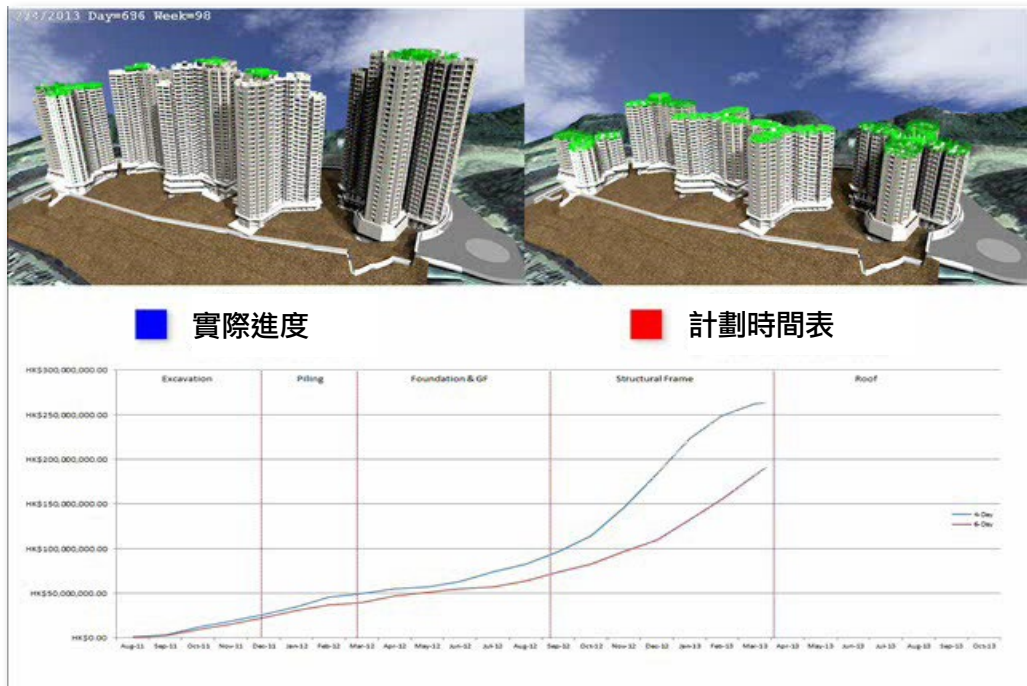 2/4/2013 Day=696 Week=98
實際進度
計劃時間表
HK$300,000,000.00
Excavation Piling Foundation & GF Structural Frame Roof
HK$250,000,000.00
HK$200,000,000.00
HK$150,000,000.00
4-Day
6-Day
HK$100,000,000.00
HK$50,000,000.00
HK$0.00
Aug-11 Sep-11 Oct-11 Nov-11 Dec-11 Jan-12 Feb-12 Mar-12 Apr-12 May-12 Jun-12 Jul-12 Aug-12 Sep-12 Oct-12 Nov-12 Dec-12 Jan-13 Feb-13 Mar-13 Apr-13 May-13 Jun-13 Jul-13 Aug-13 Sep-13 Oct-13